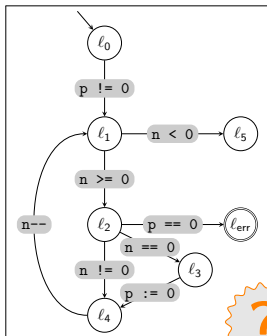 ℓ0
p != 0
ℓ1
n < 0
ℓ5
n >= 0
ℓ2
p == 0
ℓerr
n--
n == 0
n != 0
ℓ3
p := 0
ℓ4